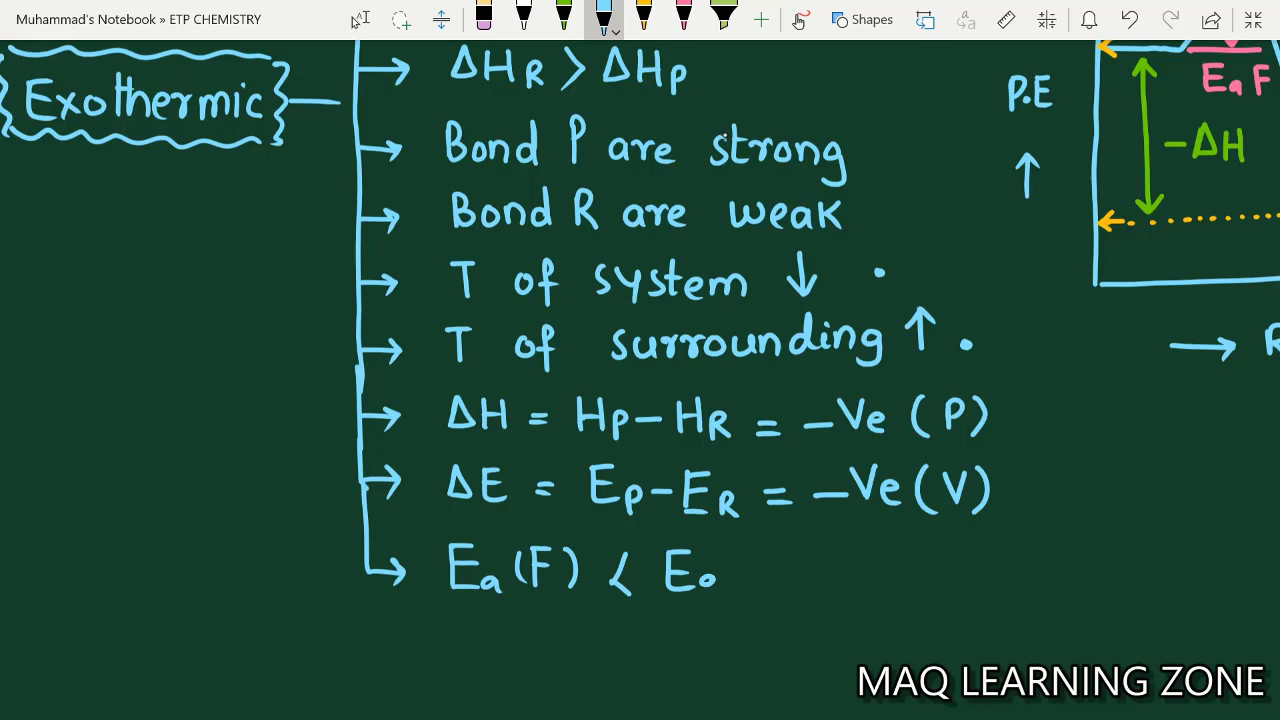 Muhammad's Notebook » ETP CHEMISTRY
Shapes
Exothermic
→ ΔHR > ΔHP
→ Bond P are strong
→ Bond R are weak
→ T of system ↓ .
→ T of surrounding ↑ .
→ ΔH = HP - HR = -Ve (P)
→ ΔE = EP - ER = -Ve (V)
→ Ea (F) <
P.E
↑
Ea F
-ΔH
→ R
MAQ LEARNING ZONE